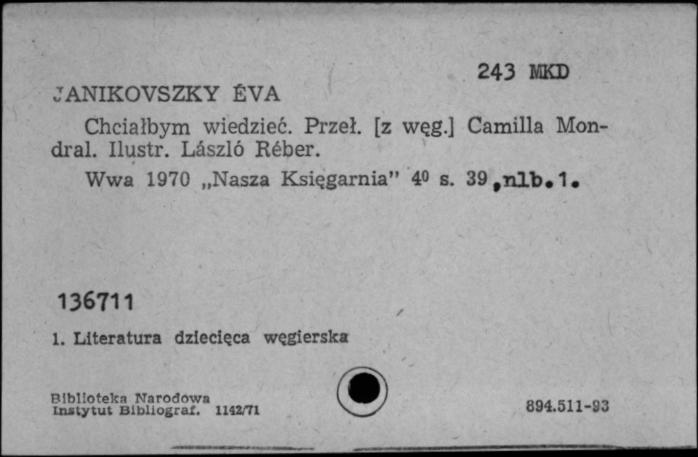 243 MKD
JANIKOVSZKY ÉVA
Chciałbym wiedzieć. Przeł. [z węg.] Camilla Mon-
dral. Ilustr. László Réber.
Wwa 1970 „Nasza Księgarnia” 4⁰ s. 39,nlb.1.
136711
1. Literatura dziecięca węgierska
Biblioteka Narodowa
Instytut Bibliograf. 1142/71
894.511-93